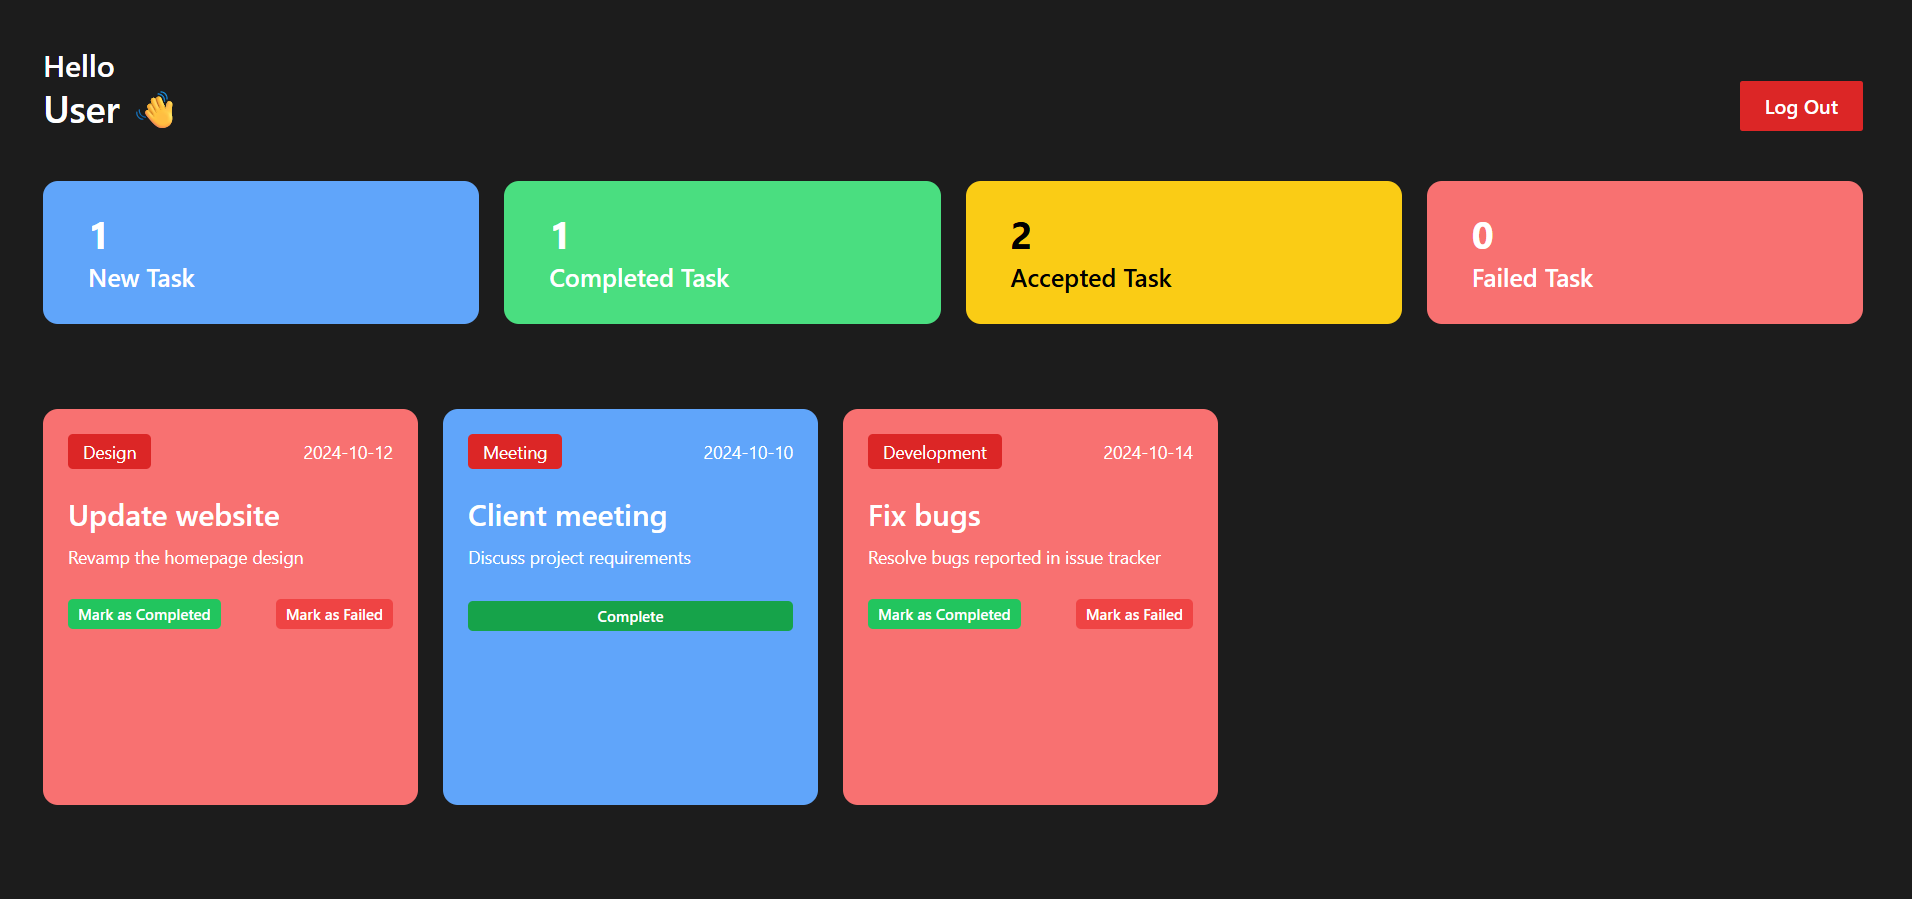 Hello
User 👋
Log Out
1
New Task
1
Completed Task
2
Accepted Task
0
Failed Task
Design
2024-10-12
Update website
Revamp the homepage design
Mark as Completed
Mark as Failed
Meeting
2024-10-10
Client meeting
Discuss project requirements
Complete
Development
2024-10-14
Fix bugs
Resolve bugs reported in issue tracker
Mark as Completed
Mark as Failed